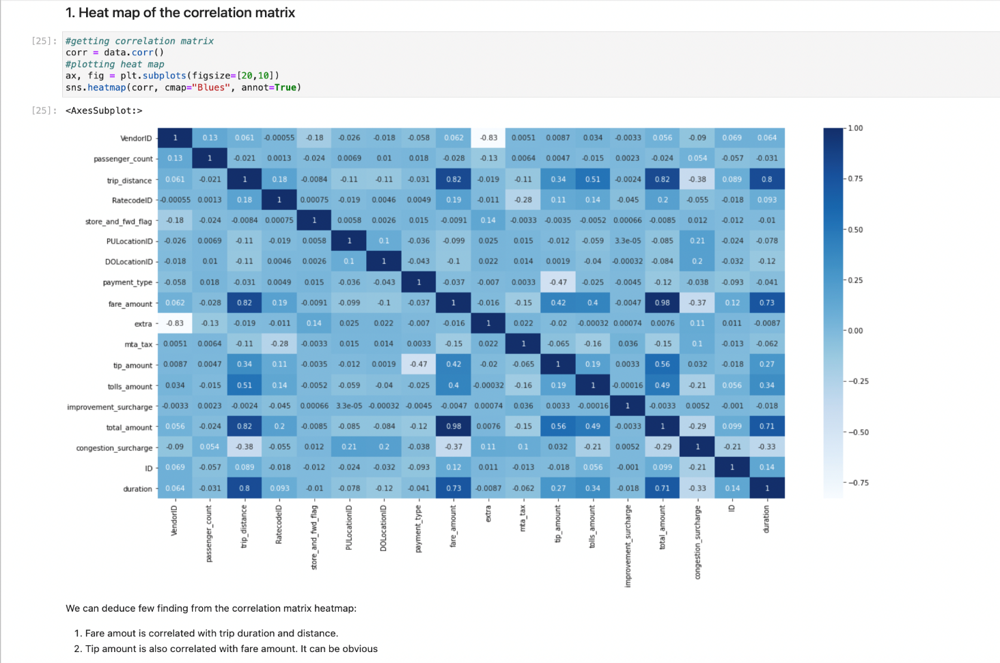 1. Heat map of the correlation matrix
[25]: #getting correlation matrix
corr = data.corr()
#plotting heat map
ax, fig = plt.subplots(figsize=[20,10])
sns.heatmap(corr, cmap="Blues", annot=True)
[25]: <AxesSubplot:>
VendorID 1 0.13 0.061 -0.00055 -0.18 -0.026 -0.018 -0.058 0.062 -0.83 0.0051 0.0087 0.034 -0.0033 0.056 -0.09 0.069 0.064
passenger_count 0.13 1 -0.021 0.0013 -0.024 0.0069 0.01 0.018 -0.028 -0.13 0.0064 0.0047 -0.015 0.0023 -0.024 0.054 -0.057 -0.031
trip_distance 0.061 -0.021 1 0.18 -0.0084 -0.11 -0.11 -0.031 0.82 -0.019 -0.11 0.34 0.51 -0.0024 0.82 -0.38 0.089 0.8
RatecodeID -0.00055 0.0013 0.18 1 0.00075 -0.019 0.0046 0.0049 0.19 -0.011 -0.28 0.11 0.14 -0.045 0.2 -0.055 -0.018 0.093
store_and_fwd_flag -0.18 -0.024 -0.0084 0.00075 1 0.0058 0.0026 0.015 -0.0091 0.14 -0.0033 -0.0035 -0.0052 0.00066 -0.0085 0.012 -0.012 -0.01
PULocationID -0.026 0.0069 -0.11 -0.019 0.0058 1 0.1 -0.036 -0.099 0.025 0.015 -0.012 -0.059 3.3e-05 -0.085 0.21 -0.024 -0.078
DOLocationID -0.018 0.01 -0.11 0.0046 0.0026 0.1 1 -0.043 -0.1 0.022 0.014 0.0019 -0.04 -0.00032 -0.084 0.2 -0.032 -0.12
payment_type -0.058 0.018 -0.031 0.0049 0.015 -0.036 -0.043 1 -0.037 -0.007 0.0033 -0.47 -0.025 -0.0045 -0.12 -0.038 -0.093 -0.041
fare_amount 0.062 -0.028 0.82 0.19 -0.0091 -0.099 -0.1 -0.037 1 -0.016 -0.15 0.42 0.4 -0.0047 0.98 -0.37 0.12 0.73
extra -0.83 -0.13 -0.019 -0.011 0.14 0.025 0.022 -0.007 -0.016 1 0.022 -0.02 -0.00032 0.00074 0.0076 0.11 0.011 -0.0087
mta_tax 0.0051 0.0064 -0.11 -0.28 -0.0033 0.015 0.014 0.0033 -0.15 0.022 1 -0.065 -0.16 0.036 -0.15 0.1 -0.013 -0.062
tip_amount 0.0087 0.0047 0.34 0.11 -0.0035 -0.012 0.0019 -0.47 0.42 -0.02 -0.065 1 0.19 0.0033 0.56 0.032 -0.018 0.27
tolls_amount 0.034 -0.015 0.51 0.14 -0.0052 -0.059 -0.04 -0.025 0.4 -0.00032 -0.16 0.19 1 -0.00016 0.49 -0.21 0.056 0.34
improvement_surcharge -0.0033 0.0023 -0.0024 -0.045 0.00066 3.3e-05 -0.00032 -0.0045 -0.0047 0.00074 0.036 0.0033 -0.00016 1 -0.0033 0.0052 -0.001 -0.018
total_amount 0.056 -0.024 0.82 0.2 -0.0085 -0.085 -0.084 -0.12 0.98 0.0076 -0.15 0.56 0.49 -0.0033 1 -0.29 0.099 0.71
congestion_surcharge -0.09 0.054 -0.38 -0.055 0.012 0.21 0.2 -0.038 -0.37 0.11 0.1 0.032 -0.21 0.0052 -0.29 1 -0.21 -0.33
ID 0.069 -0.057 0.089 -0.018 -0.012 -0.024 -0.032 -0.093 0.12 0.011 -0.013 -0.018 0.056 -0.001 0.099 -0.21 1 0.14
duration 0.064 -0.031 0.8 0.093 -0.01 -0.078 -0.12 -0.041 0.73 -0.0087 -0.062 0.27 0.34 -0.018 0.71 -0.33 0.14 1
VendorID
passenger_count
trip_distance
RatecodeID
store_and_fwd_flag
PULocationID
DOLocationID
payment_type
fare_amount
extra
mta_tax
tip_amount
tolls_amount
improvement_surcharge
total_amount
congestion_surcharge
ID
duration
1.00
0.75
0.50
0.25
0.00
-0.25
-0.50
-0.75
We can deduce few finding from the correlation matrix heatmap:
1. Fare amout is correlated with trip duration and distance.
2. Tip amount is also correlated with fare amount. It can be obvious